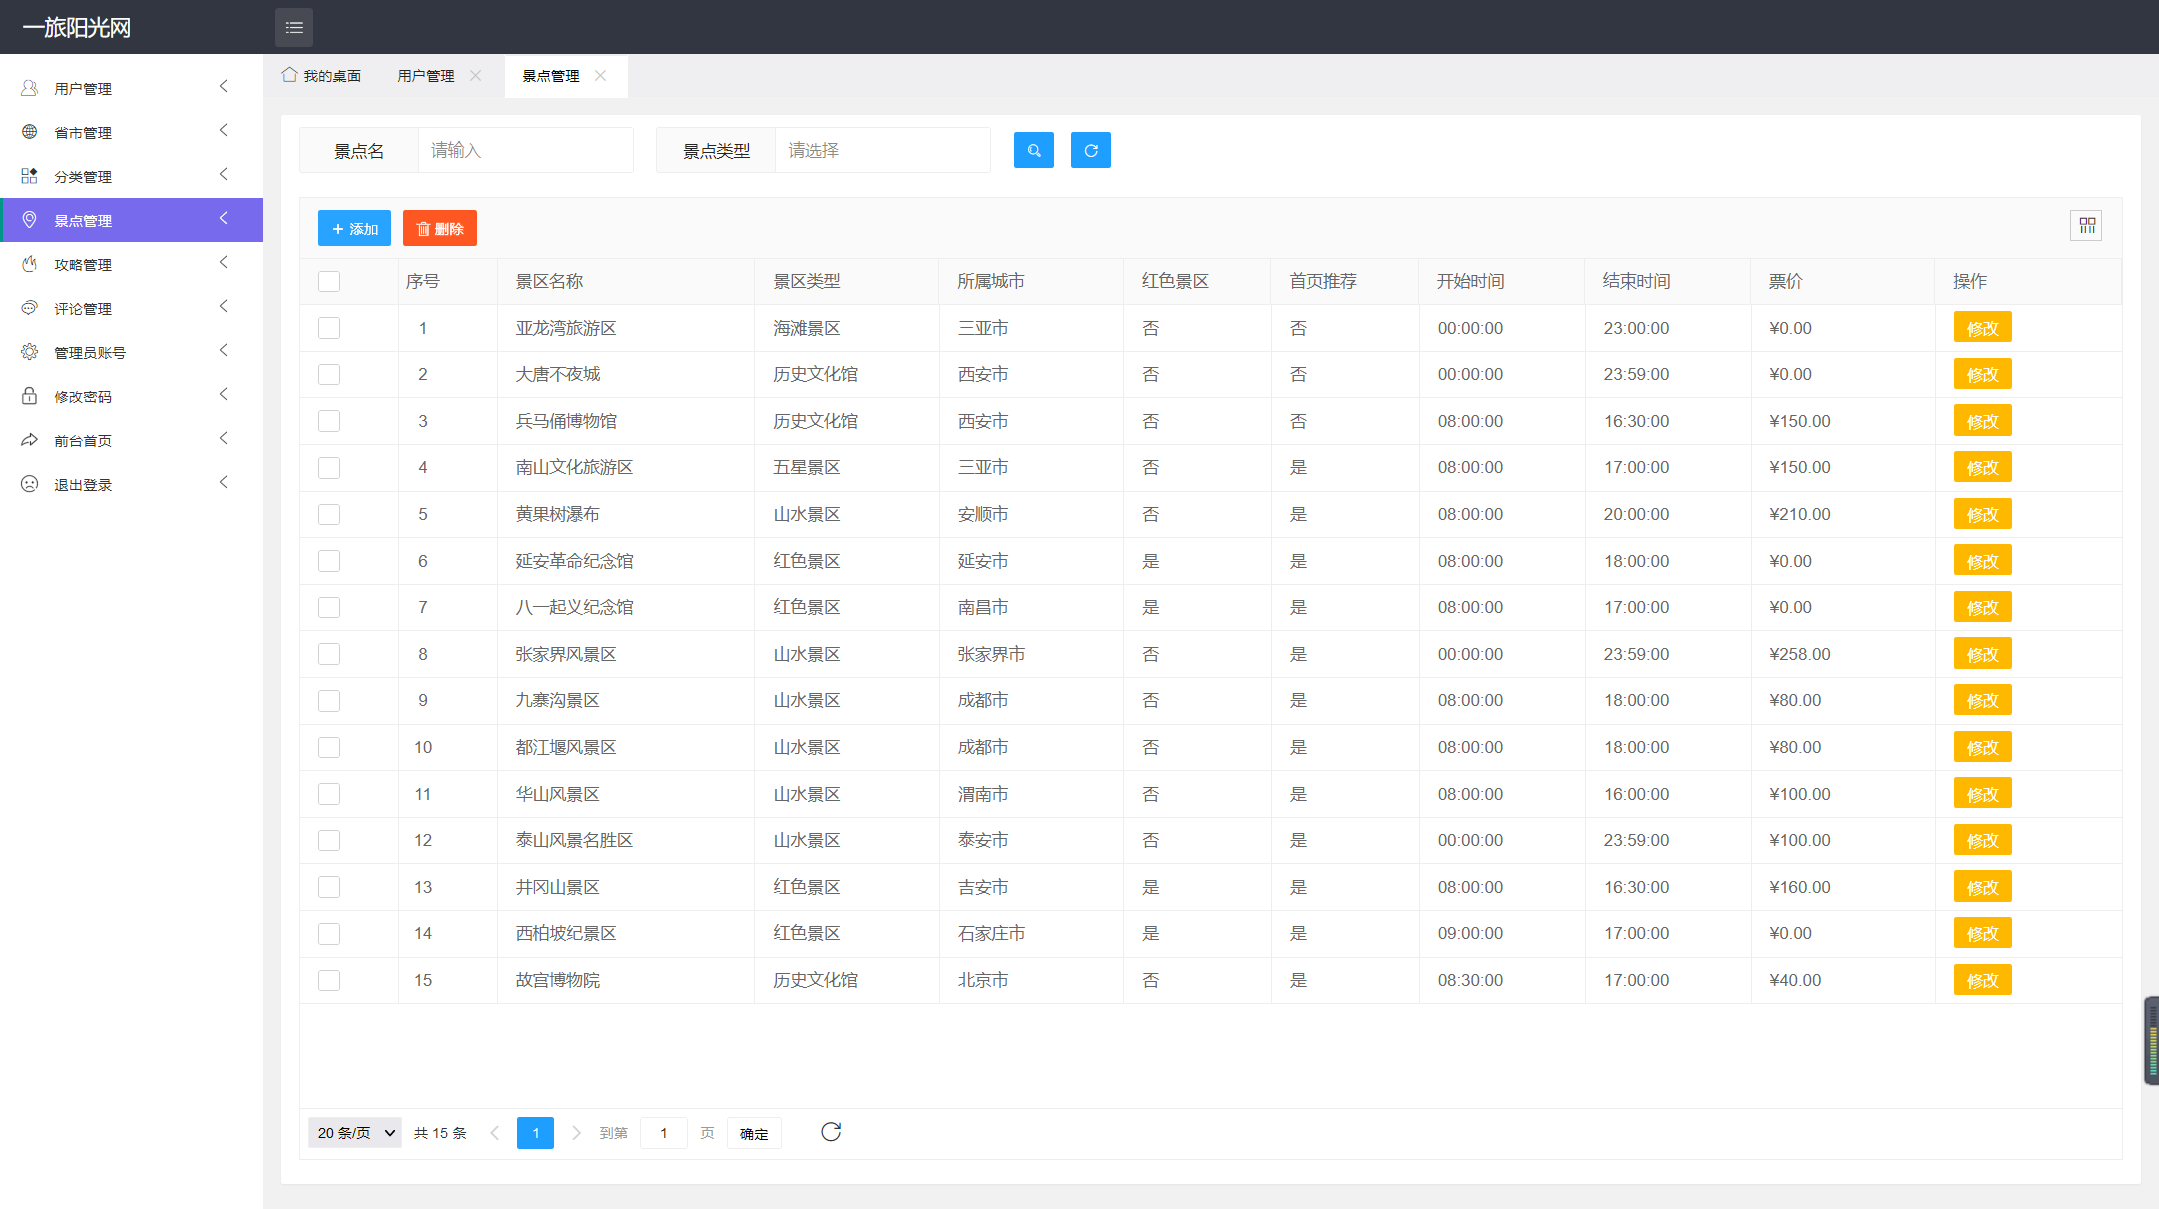 一旅阳光网
我的桌面 用户管理 景点管理
用户管理
省市管理
分类管理
景点管理
攻略管理
评论管理
管理员账号
修改密码
前台首页
退出登录
景点名 请输入 景点类型 请选择
添加 删除
序号 景区名称 景区类型 所属城市 红色景区 首页推荐 开始时间 结束时间 票价 操作
1 亚龙湾旅游区 海滩景区 三亚市 否 否 00:00:00 23:00:00 ¥0.00 修改
2 大唐不夜城 历史文化馆 西安市 否 否 00:00:00 23:59:00 ¥0.00 修改
3 兵马俑博物馆 历史文化馆 西安市 否 否 08:00:00 16:30:00 ¥150.00 修改
4 南山文化旅游区 五星景区 三亚市 否 是 08:00:00 17:00:00 ¥150.00 修改
5 黄果树瀑布 山水景区 安顺市 否 是 08:00:00 20:00:00 ¥210.00 修改
6 延安革命纪念馆 红色景区 延安市 是 是 08:00:00 18:00:00 ¥0.00 修改
7 八一起义纪念馆 红色景区 南昌市 是 是 08:00:00 17:00:00 ¥0.00 修改
8 张家界风景区 山水景区 张家界市 否 是 00:00:00 23:59:00 ¥258.00 修改
9 九寨沟景区 山水景区 成都市 否 是 08:00:00 18:00:00 ¥80.00 修改
10 都江堰风景区 山水景区 成都市 否 是 08:00:00 18:00:00 ¥80.00 修改
11 华山风景区 山水景区 渭南市 否 是 08:00:00 16:00:00 ¥100.00 修改
12 泰山风景名胜区 山水景区 泰安市 否 是 00:00:00 23:59:00 ¥100.00 修改
13 井冈山景区 红色景区 吉安市 是 是 08:00:00 16:30:00 ¥160.00 修改
14 西柏坡纪景区 红色景区 石家庄市 是 是 09:00:00 17:00:00 ¥0.00 修改
15 故宫博物院 历史文化馆 北京市 否 是 08:30:00 17:00:00 ¥40.00 修改
20 条/页 共 15 条 1 到第 1 页 确定